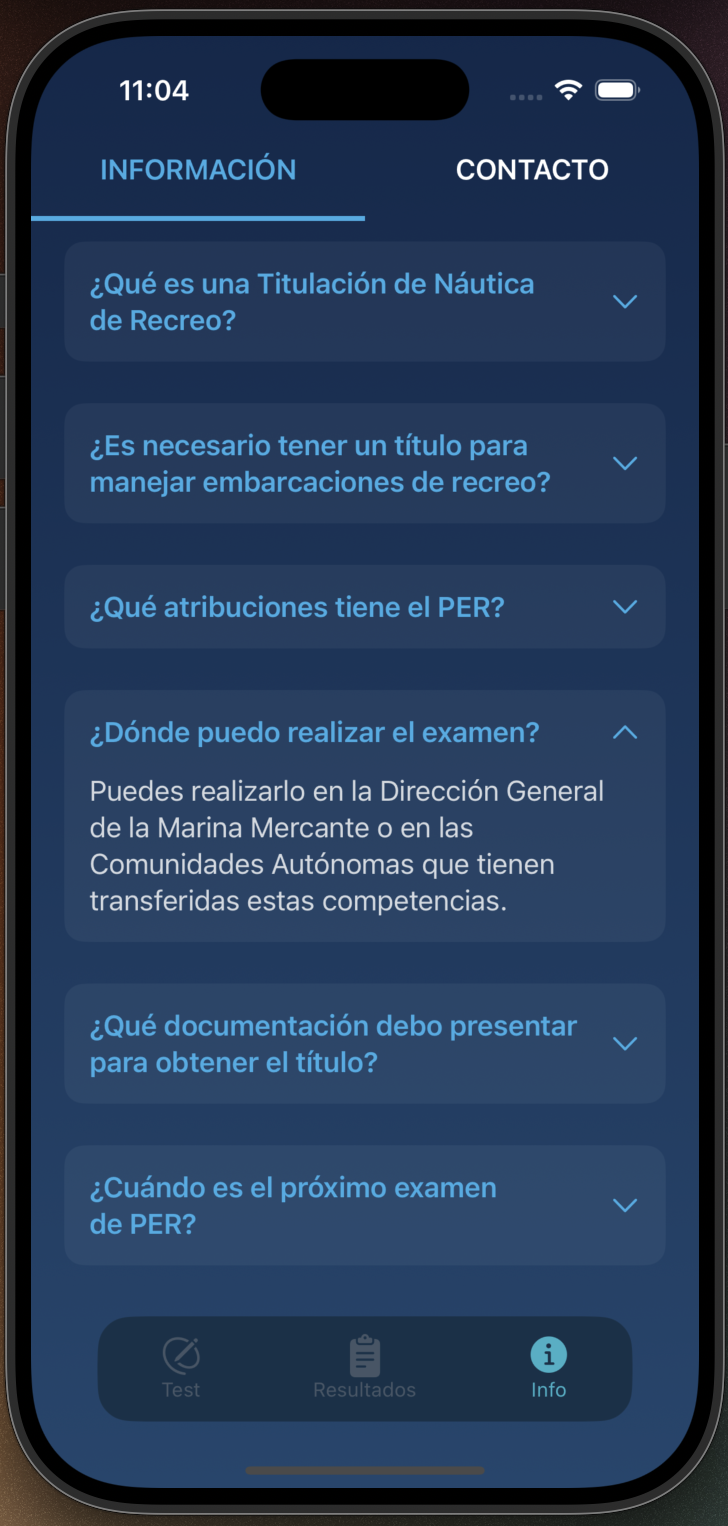 11:04
INFORMACIÓN
CONTACTO
¿Qué es una Titulación de Náutica
de Recreo?
¿Es necesario tener un título para
manejar embarcaciones de recreo?
¿Qué atribuciones tiene el PER?
¿Dónde puedo realizar el examen?
Puedes realizarlo en la Dirección General
de la Marina Mercante o en las
Comunidades Autónomas que tienen
transferidas estas competencias.
¿Qué documentación debo presentar
para obtener el título?
¿Cuándo es el próximo examen
de PER?
Test
Resultados
Info